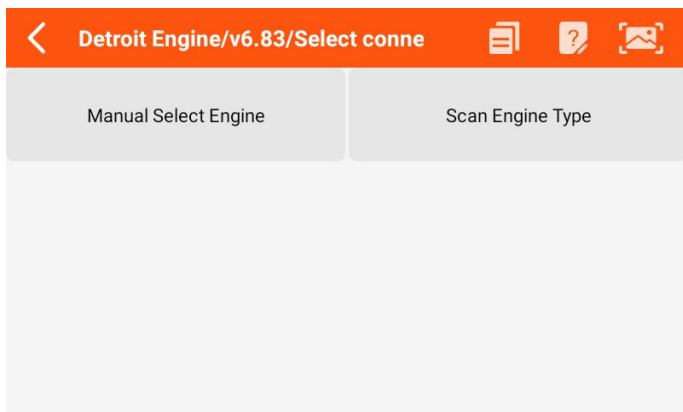 Detroit Engine/v6.83/Select conne
?
Manual Select Engine
Scan Engine Type